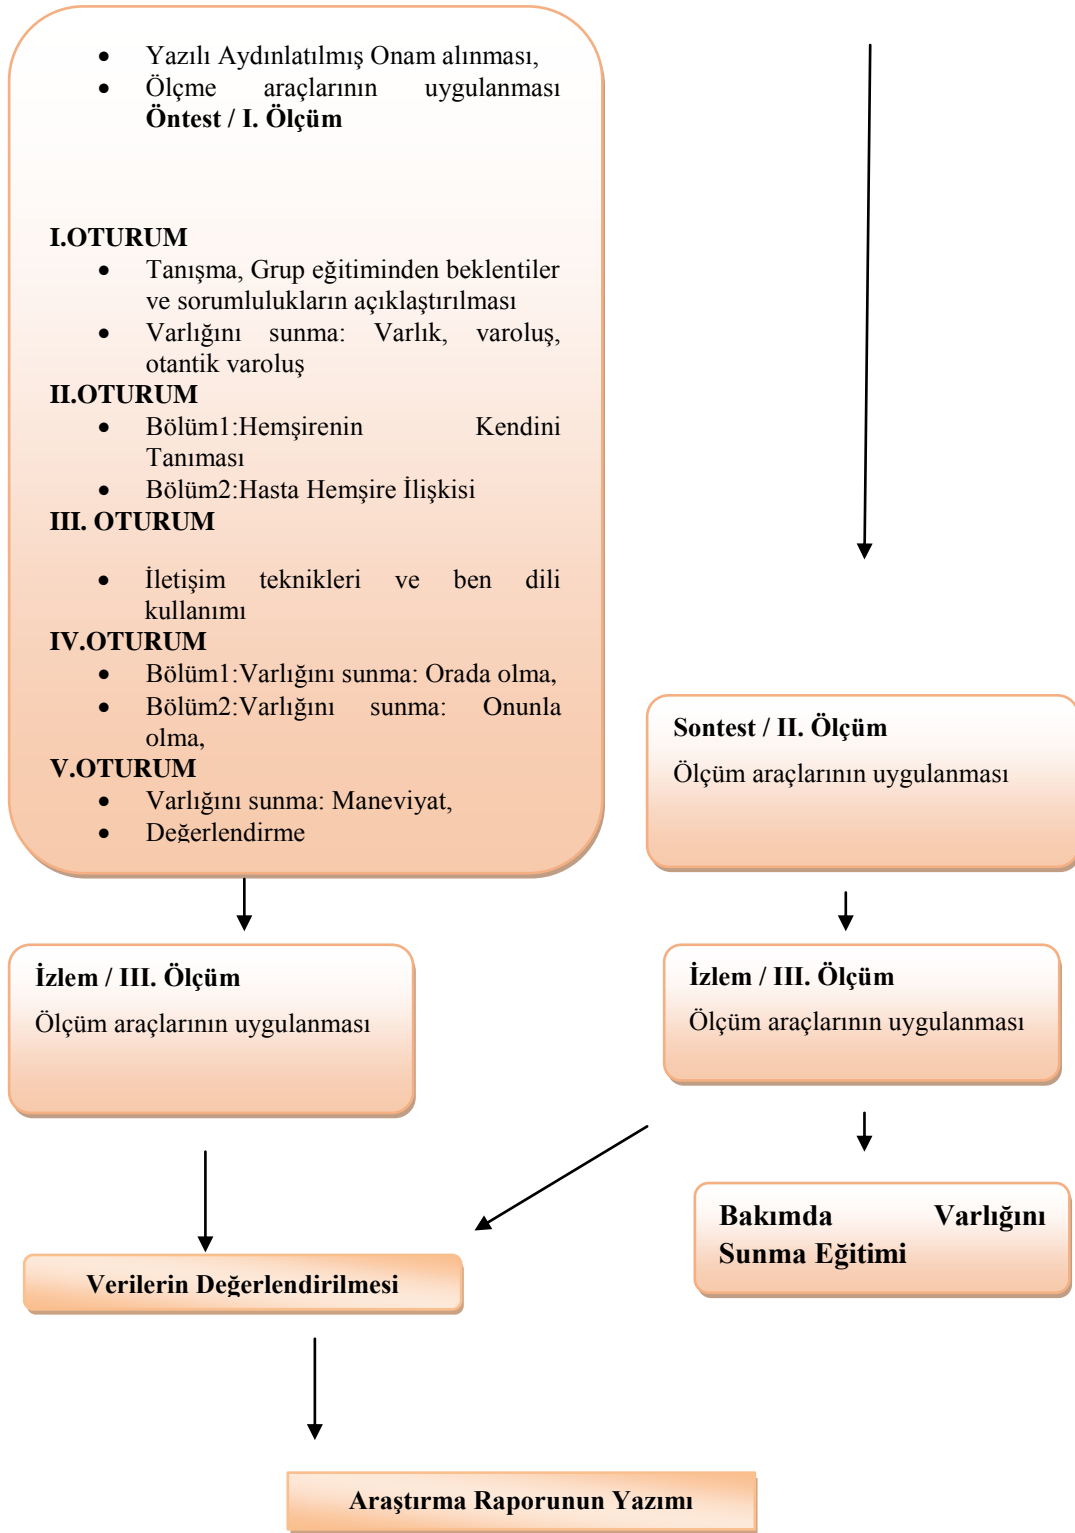 • Yazılı Aydınlatılmış Onam alınması,
• Ölçme araçlarının uygulanması
Öntest / I. Ölçüm
I.OTURUM
• Tanışma, Grup eğitiminden beklentiler
ve sorumlulukların açıklaştırılması
• Varlığını sunma: Varlık, varoluş,
otantik varoluş
II.OTURUM
• Bölüm1:Hemşirenin Kendini
Tanıması
• Bölüm2:Hasta Hemşire İlişkisi
III. OTURUM
• İletişim teknikleri ve ben dili
kullanımı
IV.OTURUM
• Bölüm1:Varlığını sunma: Orada olma,
• Bölüm2:Varlığını sunma: Onunla
olma,
V.OTURUM
• Varlığını sunma: Maneviyat,
• Değerlendirme
Sontest / II. Ölçüm
Ölçüm araçlarının uygulanması
İzlem / III. Ölçüm
Ölçüm araçlarının uygulanması
İzlem / III. Ölçüm
Ölçüm araçlarının uygulanması
Bakımda Varlığını
Sunma Eğitimi
Verilerin Değerlendirilmesi
Araştırma Raporunun Yazımı